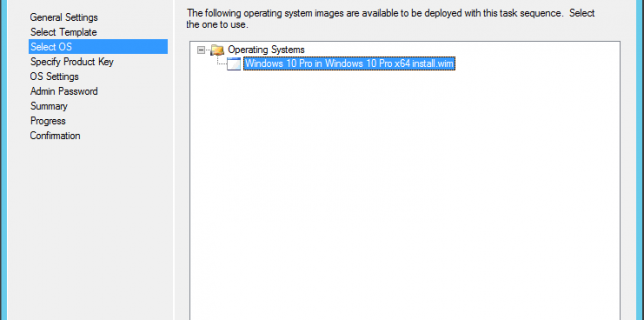 General Settings
Select Template
Select OS
Specify Product Key
OS Settings
Admin Password
Summary
Progress
Confirmation
The following operating system images are available to be deployed with this task sequence. Select
the one to use.
Operating Systems
Windows 10 Pro in Windows 10 Pro x64 install.wim